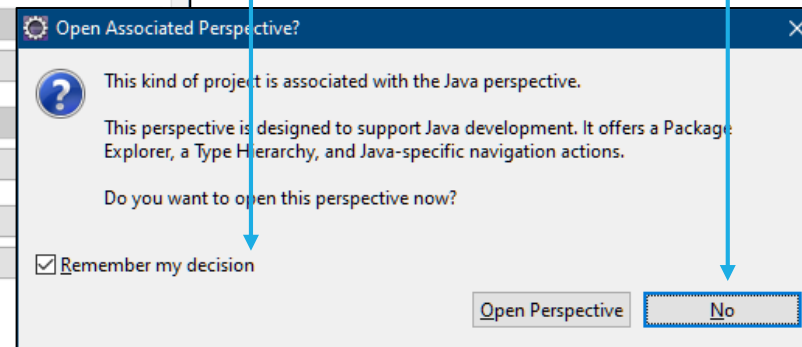 Open Associated Perspective?
This kind of project is associated with the Java perspective.
This perspective is designed to support Java development. It offers a Package
Explorer, a Type Hierarchy, and Java-specific navigation actions.
Do you want to open this perspective now?
Remember my decision
Open Perspective No